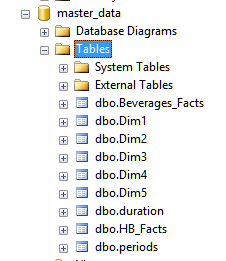 master_data
Database Diagrams
Tables
System Tables
External Tables
dbo.Beverages_Facts
dbo.Dim1
dbo.Dim2
dbo.Dim3
dbo.Dim4
dbo.Dim5
dbo.duration
dbo.HB_Facts
dbo.periods